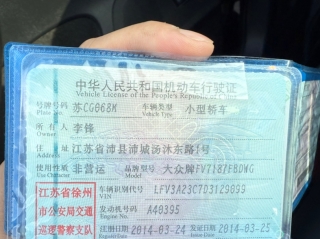 中华人民共和国机动车行驶证
Vehicle License of the People's Republic
号牌号码 苏CG068M 车辆类型 小型轿车
Plate No. Vehicle Type
所有人 李锋
Owner
住址 江苏省沛县沛城汤沐东路1号
Address
使用性质 非营运 品牌型号 大众牌FV7187FBDWG
Use Character Model
江苏省徐州 车辆识别代号 LFV3A23C7D3129899
VIN
市公安局交通 发动机号码 A40395
Engine No.
巡逻警察支队 注册日期 2014-03-24 发证日期 2014-03-25
Register Date Issue Date